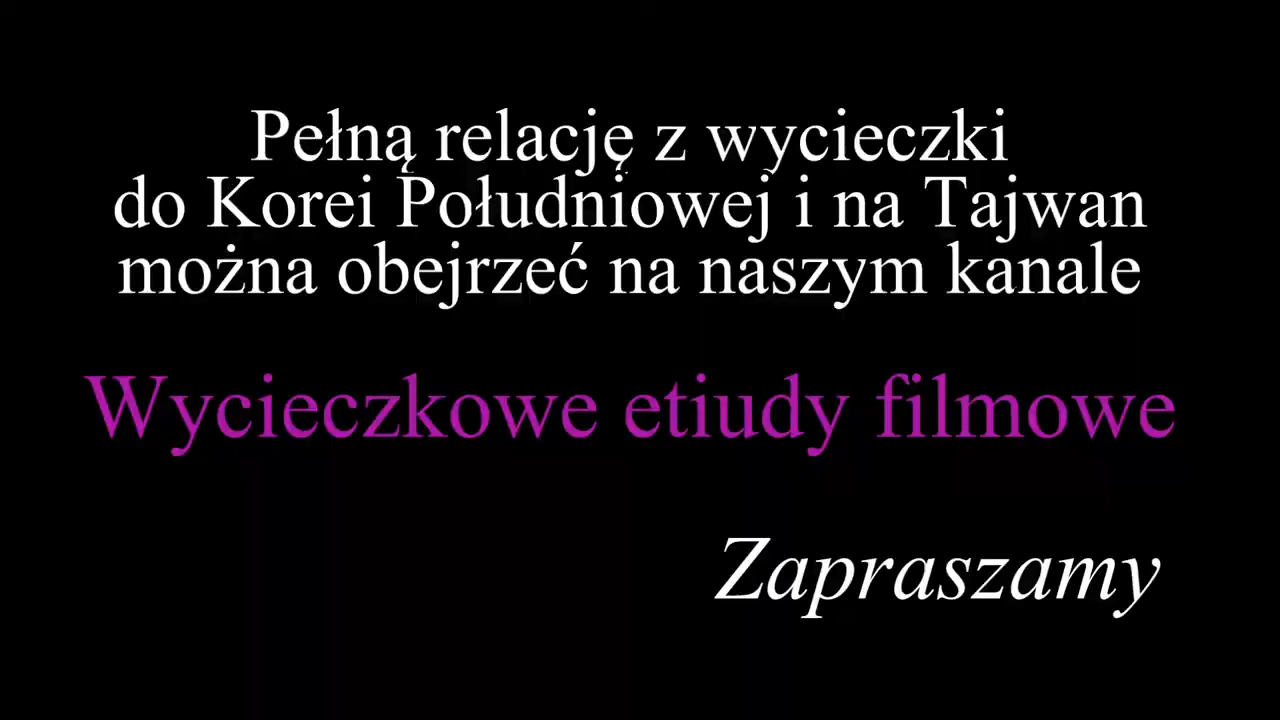 Pełną relację z wycieczki
do Korei Południowej i na Tajwan
można obejrzeć na naszym kanale
Wycieczkowe etiudy filmowe
Zapraszamy